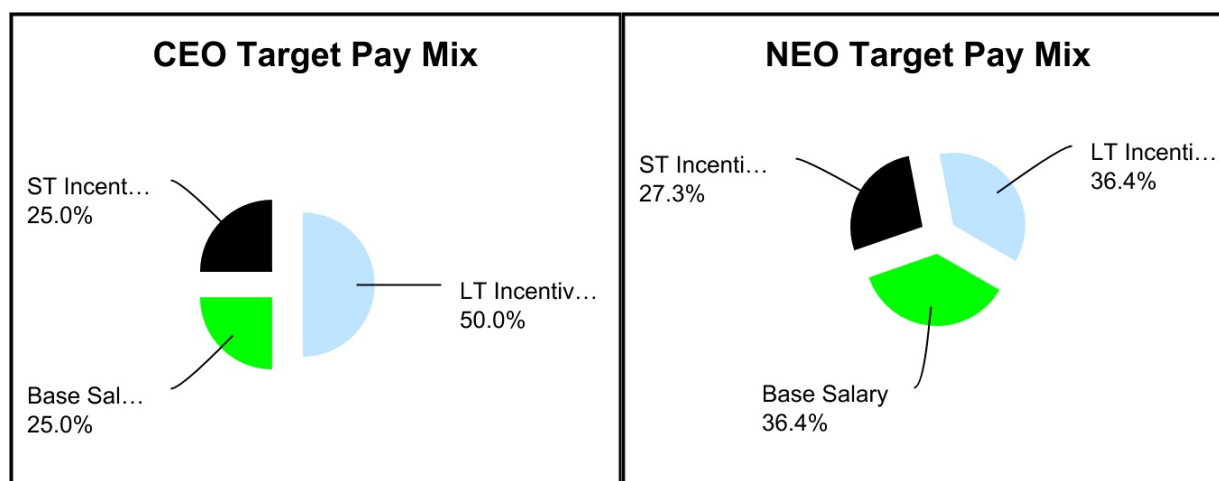 CEO Target Pay Mix
ST Incent…
25.0%
LT Incentiv…
50.0%
Base Sal…
25.0%
NEO Target Pay Mix
ST Incenti…
27.3%
LT Incenti…
36.4%
Base Salary
36.4%